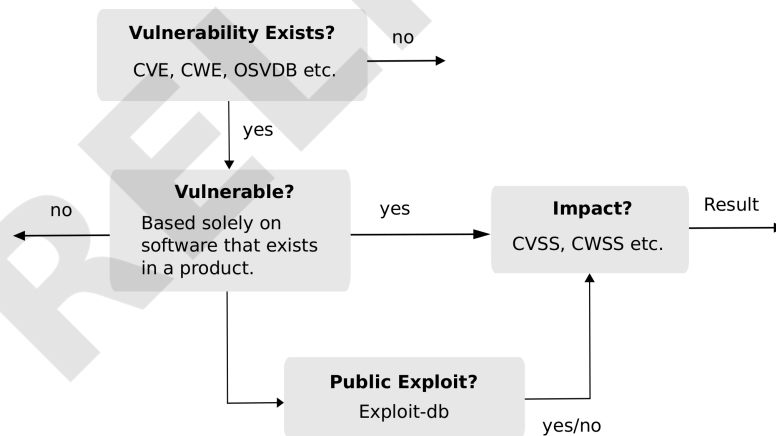 Vulnerability Exists?
CVE, CWE, OSVDB etc.
no
yes
Vulnerable?
Based solely on
software that exists
in a product.
no
yes
Impact?
CVSS, CWSS etc.
Result
Public Exploit?
Exploit-db
yes/no